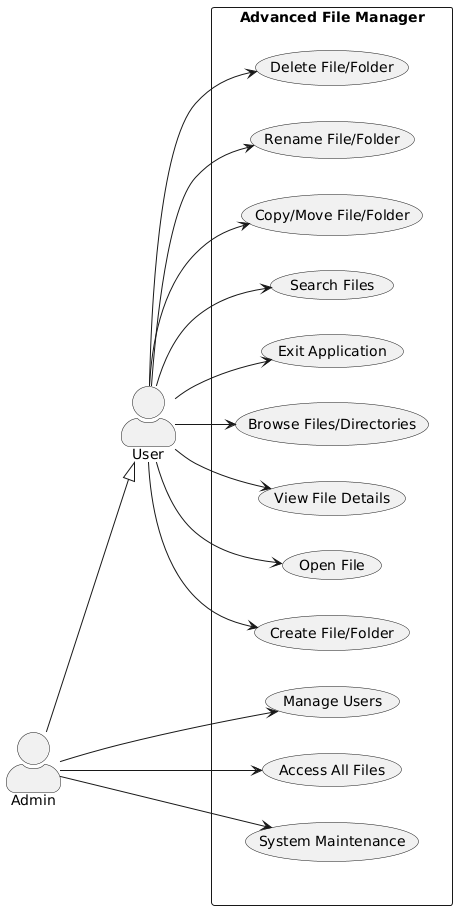 Advanced File Manager
Delete File/Folder
Rename File/Folder
Copy/Move File/Folder
Search Files
Exit Application
Browse Files/Directories
User
View File Details
Open File
Create File/Folder
Manage Users
Access All Files
Admin
System Maintenance